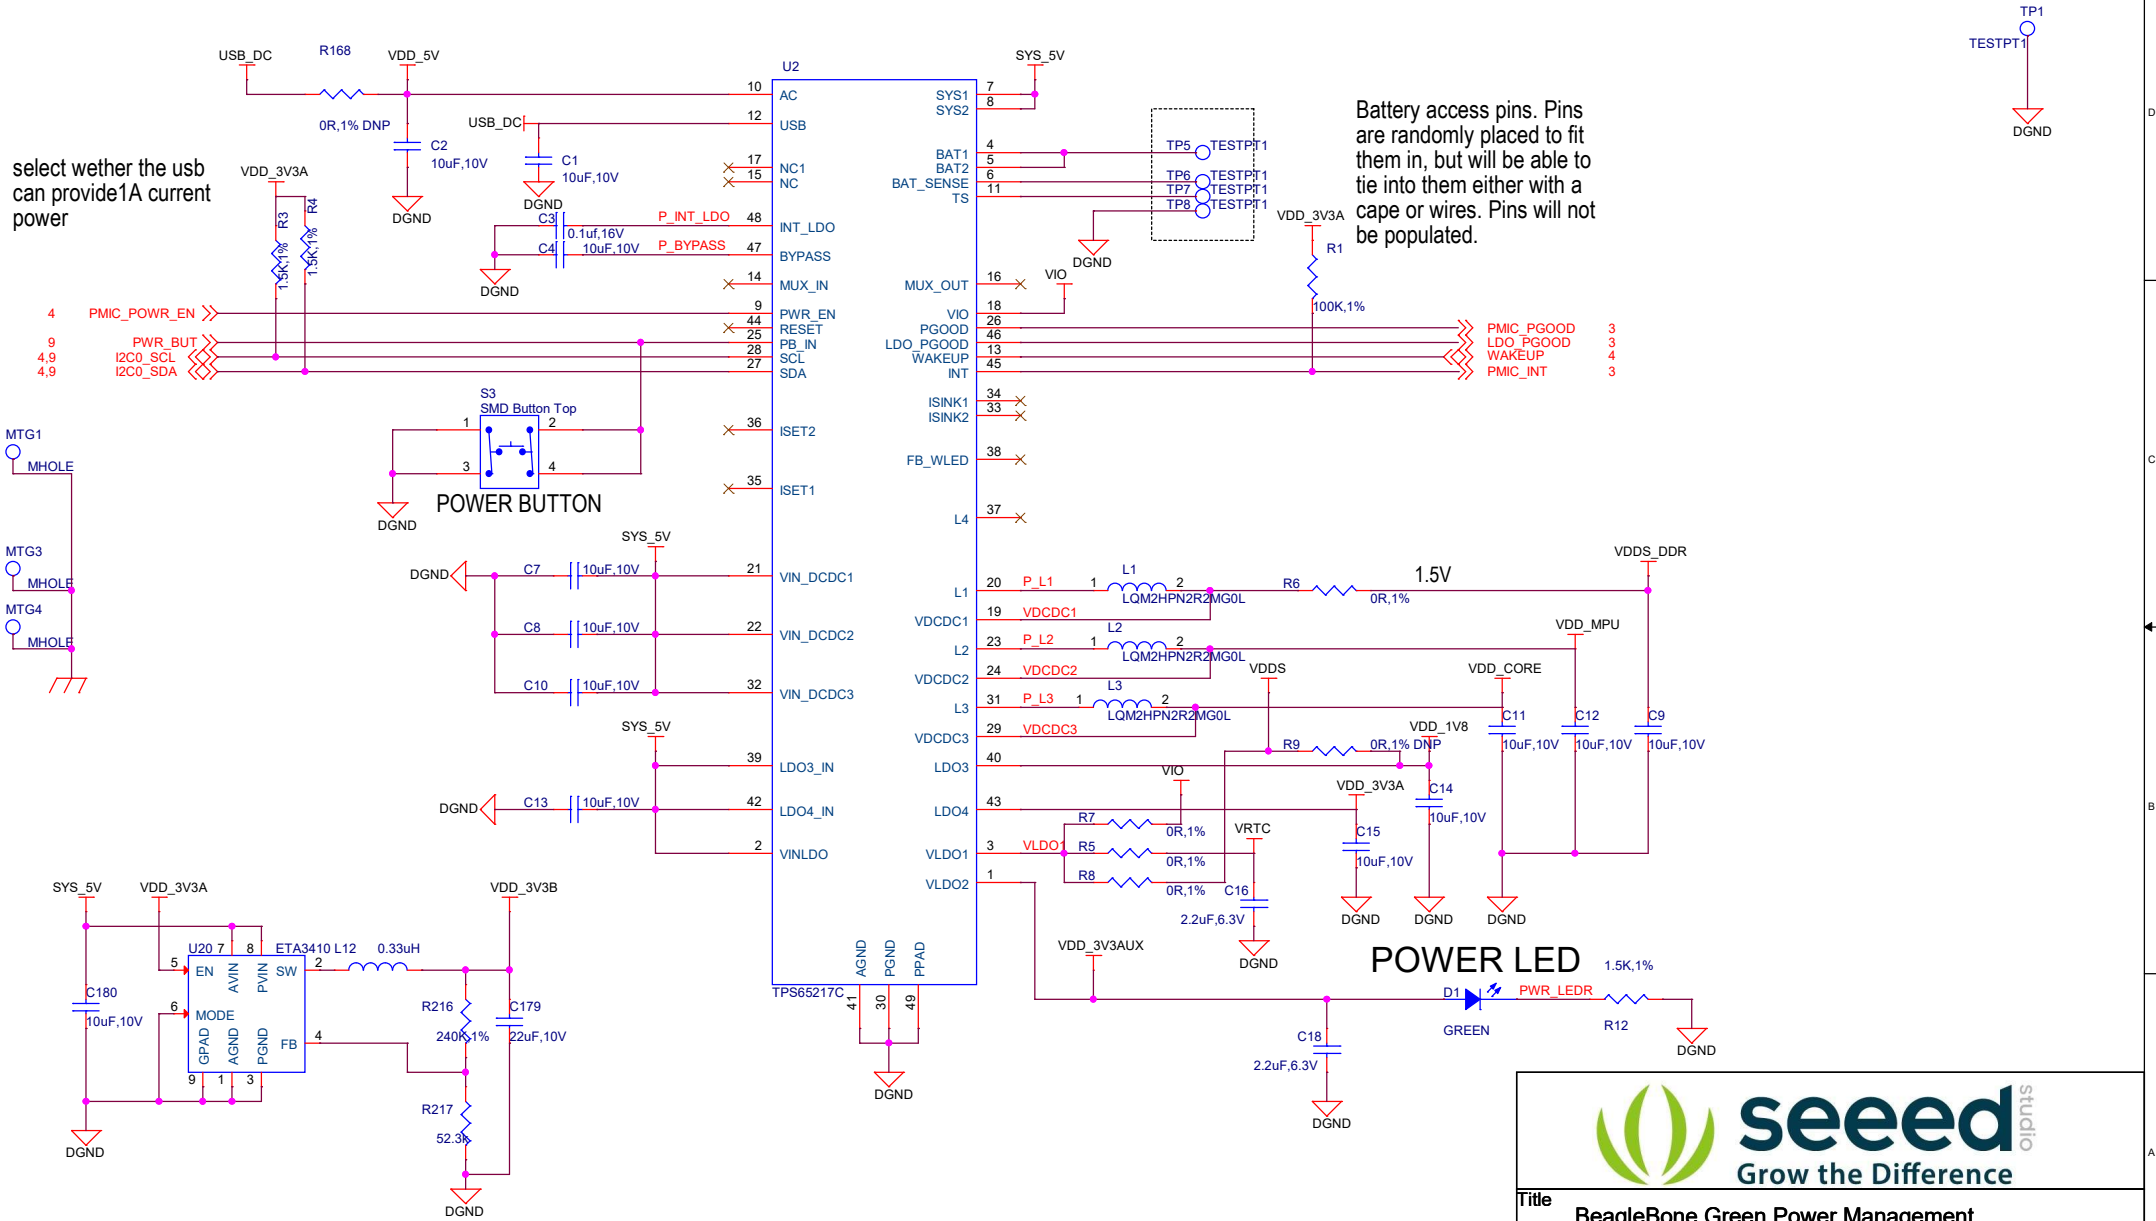 TP1
TESTPT1
DGND
USB_DC
R168
VDD_5V
0R,1% DNP
C2
10uF,10V
DGND
USB_DC
C1
10uF,10V
DGND
select wether the usb
can provide1A current
power
VDD_3V3A
R3
1.5K,1%
R4
1.5K,1%
C3
0.1uf,16V
P_INT_LDO
C4
10uF,10V
P_BYPASS
DGND
4 PMIC_POWR_EN
9 PWR_BUT
4,9 I2C0_SCL
4,9 I2C0_SDA
S3
SMD Button Top
1 2
3 4
POWER BUTTON
DGND
MTG1
MHOLE
MTG3
MHOLE
MTG4
MHOLE
SYS_5V
DGND
C7 10uF,10V
C8 10uF,10V
C10 10uF,10V
SYS_5V
DGND
C13 10uF,10V
U2
10 AC
12 USB
17 NC1
15 NC
48 INT_LDO
47 BYPASS
14 MUX_IN
9 PWR_EN
44 RESET
25 PB_IN
28 SCL
27 SDA
36 ISET2
35 ISET1
21 VIN_DCDC1
22 VIN_DCDC2
32 VIN_DCDC3
39 LDO3_IN
42 LDO4_IN
2 VINLDO
SYS1 7
SYS2 8
BAT1 4
BAT2 5
BAT_SENSE 6
TS 11
MUX_OUT 16
VIO 18
PGOOD 26
LDO_PGOOD 46
WAKEUP 13
INT 45
ISINK1 34
ISINK2 33
FB_WLED 38
L4 37
L1 20
VDCDC1 19
L2 23
VDCDC2 24
L3 31
VDCDC3 29
LDO3 40
LDO4 43
VLDO1 3
VLDO2 1
AGND 41
PGND 30
PPAD 49
TPS65217C
DGND
SYS_5V
TP5 TESTPT1
TP6 TESTPT1
TP7 TESTPT1
TP8 TESTPT1
DGND
Battery access pins. Pins
are randomly placed to fit
them in, but will be able to
tie into them either with a
cape or wires. Pins will not
be populated.
VDD_3V3A
R1
100K,1%
VIO
PMIC_PGOOD 3
LDO_PGOOD 3
WAKEUP 4
PMIC_INT 3
P_L1 1 L1 2
LQM2HPN2R2MG0L
VDCDC1
R6
0R,1%
1.5V
VDDS_DDR
P_L2 1 L2 2
LQM2HPN2R2MG0L
VDCDC2
VDD_MPU
P_L3 1 L3 2
LQM2HPN2R2MG0L
VDCDC3
VDDS
VDD_CORE
C11
10uF,10V
C12
10uF,10V
C9
10uF,10V
R9
0R,1% DNP
VDD_1V8
C14
10uF,10V
VDD_3V3A
C15
10uF,10V
VIO
VLDO1
R7
0R,1%
R5
0R,1%
R8
0R,1%
VRTC
C16
2.2uF,6.3V
DGND
DGND
DGND
DGND
VDD_3V3AUX
POWER LED
C18
2.2uF,6.3V
DGND
D1
GREEN
PWR_LEDR
1.5K,1%
R12
DGND
SYS_5V
VDD_3V3A
VDD_3V3B
C180
10uF,10V
U20
ETA3410
5 EN
6 MODE
7 AVIN
8 PVIN
2 SW
4 FB
9 GPAD
1 AGND
3 PGND
L12 0.33uH
R216
240K,1%
C179
22uF,10V
R217
52.3k
DGND
DGND
D
C
B
A
seeed
studio
Grow the Difference
Title
BeagleBone Green Power Management